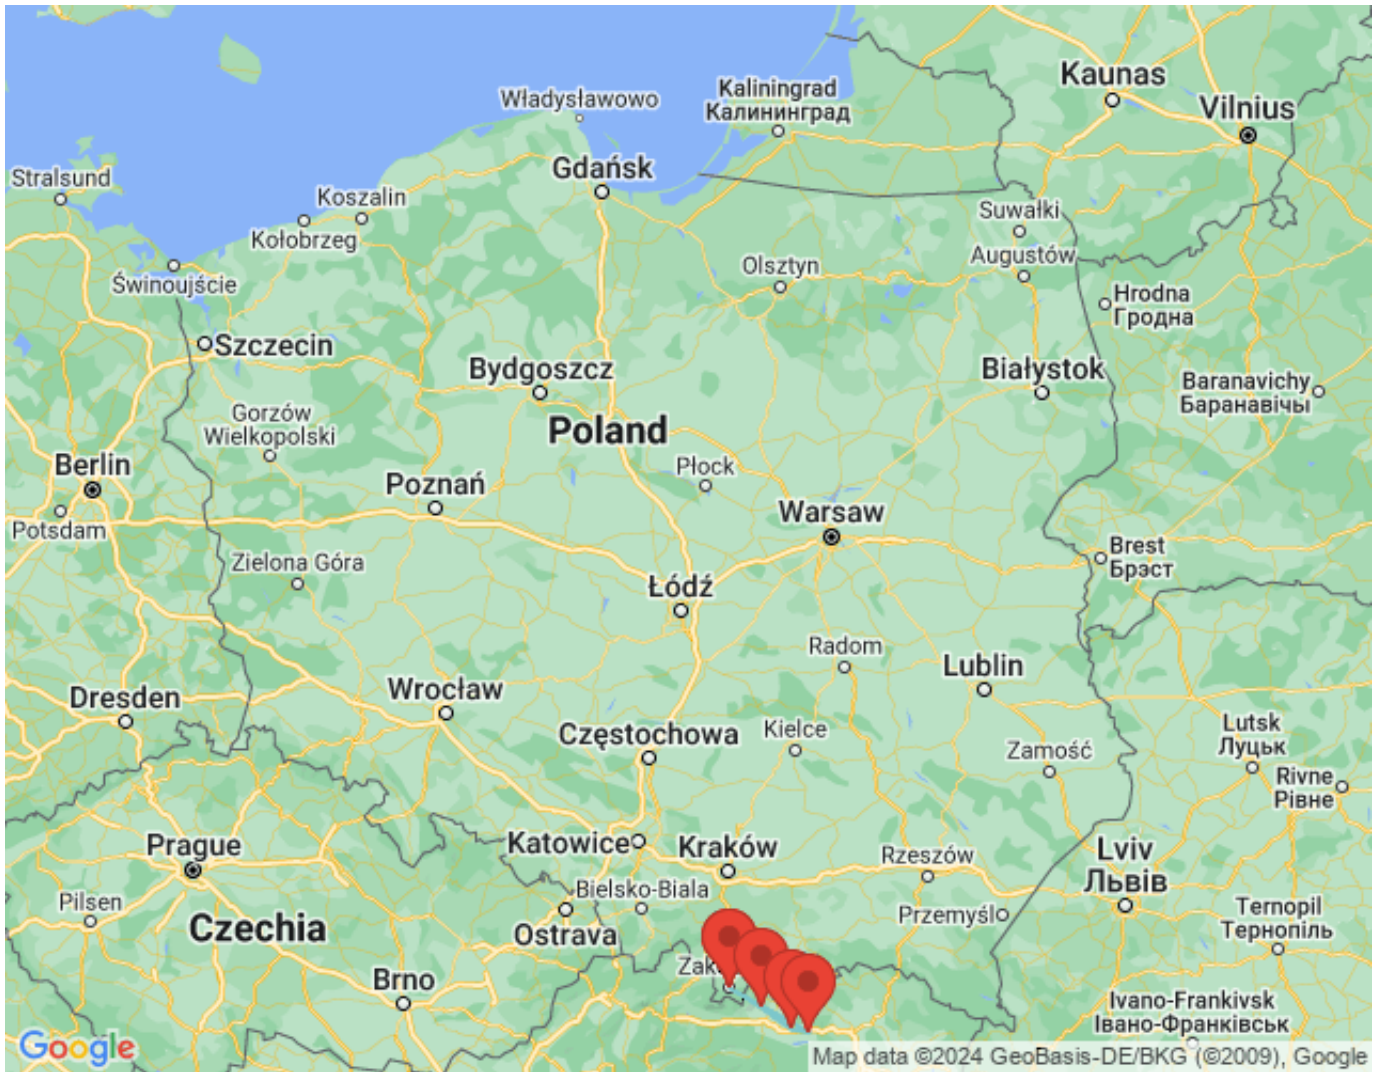 Kaunas
Kaliningrad
Калининград
Władysławowo
Vilnius
Gdańsk
Stralsund
Koszalin
Suwałki
Kołobrzeg
Augustów
Olsztyn
Świnoujście
Hrodna
Гродна
Szczecin
Bydgoszcz
Białystok
Baranavichy
Баранавічы
Gorzów
Wielkopolski
Poland
Berlin
Płock
Poznań
Warsaw
Potsdam
Brest
Брэст
Zielona Góra
Łódź
Radom
Lublin
Wrocław
Dresden
Częstochowa
Kielce
Lutsk
Луцьк
Zamość
Rivne
Рівне
Katowice
Kraków
Prague
Rzeszów
Lviv
Львів
Bielsko-Biala
Pilsen
Przemyśl
Ternopil
Тернопіль
Czechia
Ostrava
Zak
Brno
Ivano-Frankivsk
Івано-Франківськ
Google
Map data ©2024 GeoBasis-DE/BKG (©2009), Google